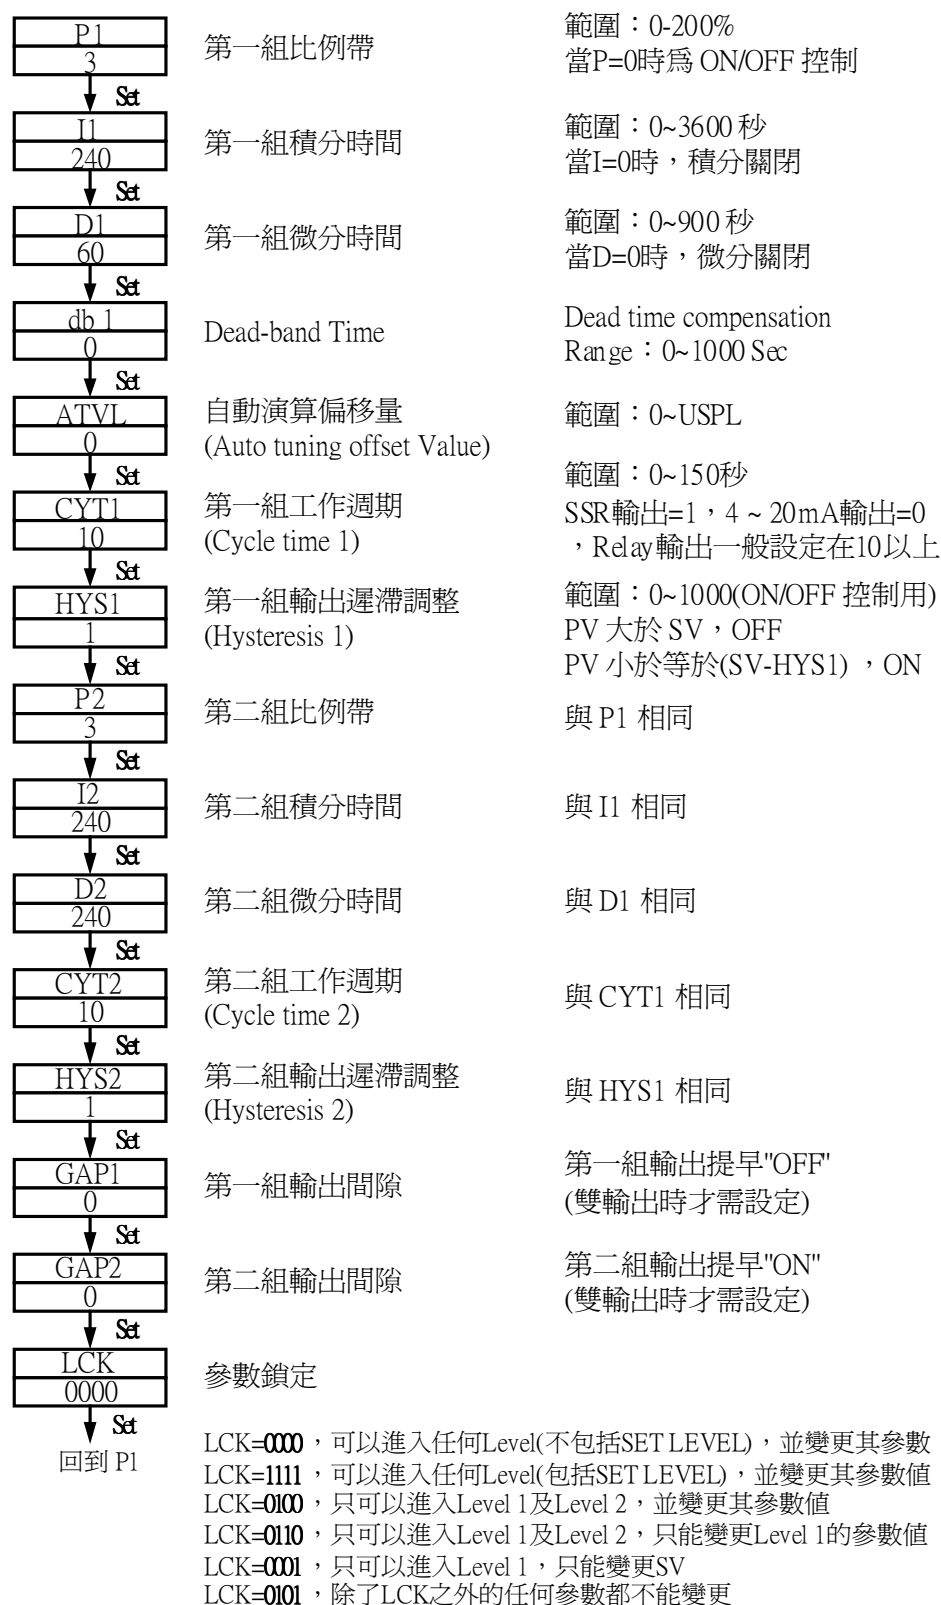 P1
3
第一組比例帶
範圍：0-200%
當P=0時爲 ON/OFF 控制
Set
I1
240
第一組積分時間
範圍：0~3600 秒
當I=0時，積分關閉
Set
D1
60
第一組微分時間
範圍：0~900 秒
當D=0時，微分關閉
Set
db 1
0
Dead-band Time
Dead time compensation
Range：0~1000 Sec
Set
ATVL
0
自動演算偏移量
(Auto tuning offset Value)
範圍：0~USPL
Set
CYT1
10
第一組工作週期
(Cycle time 1)
範圍：0~150秒
SSR輸出=1，4 ~ 20mA輸出=0
，Relay輸出一般設定在10以上
Set
HYS1
1
第一組輸出遲滯調整
(Hysteresis 1)
範圍：0~1000(ON/OFF 控制用)
PV 大於 SV，OFF
PV 小於等於(SV-HYS1) ，ON
Set
P2
3
第二組比例帶
與 P1 相同
Set
I2
240
第二組積分時間
與 I1 相同
Set
D2
240
第二組微分時間
與 D1 相同
Set
CYT2
10
第二組工作週期
(Cycle time 2)
與 CYT1 相同
Set
HYS2
1
第二組輸出遲滯調整
(Hysteresis 2)
與 HYS1 相同
Set
GAP1
0
第一組輸出間隙
第一組輸出提早"OFF"
(雙輸出時才需設定)
Set
GAP2
0
第二組輸出間隙
第二組輸出提早"ON"
(雙輸出時才需設定)
Set
LCK
0000
參數鎖定
Set
回到 P1
LCK=0000，可以進入任何Level(不包括SET LEVEL)，並變更其參數
LCK=1111，可以進入任何Level(包括SET LEVEL)，並變更其參數值
LCK=0100，只可以進入Level 1及Level 2，並變更其參數值
LCK=0110，只可以進入Level 1及Level 2，只能變更Level 1的參數值
LCK=0001，只可以進入Level 1，只能變更SV
LCK=0101，除了LCK之外的任何參數都不能變更